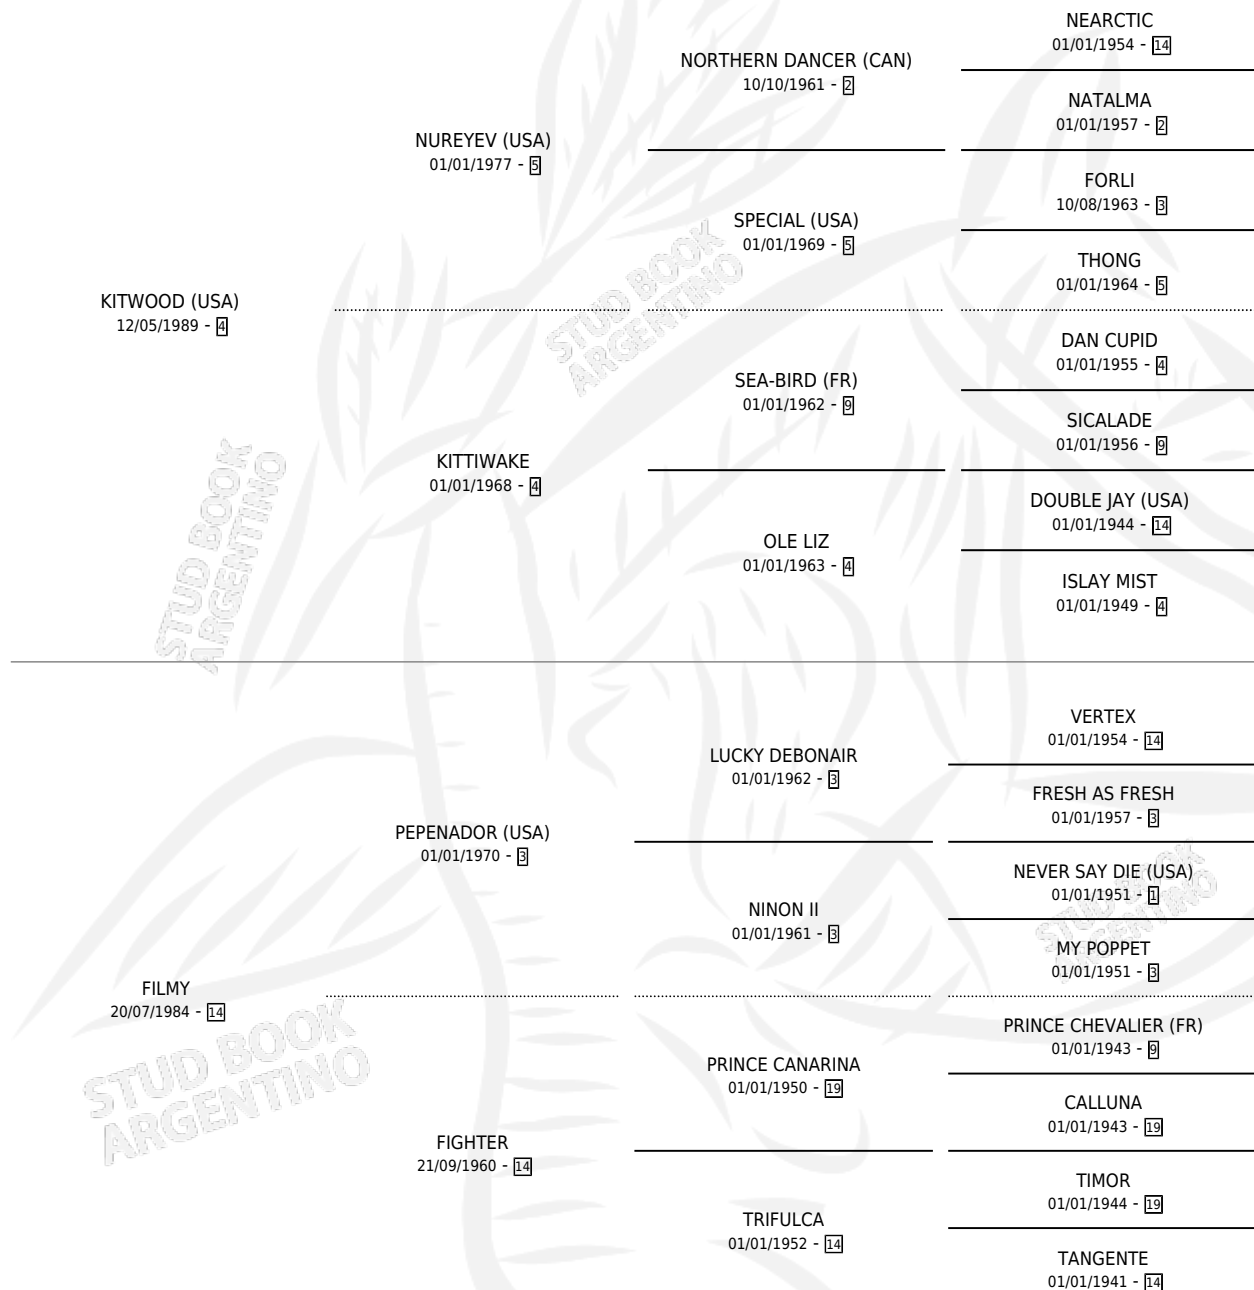 NEARCTIC
01/01/1954 - 14
NORTHERN DANCER (CAN)
10/10/1961 - 2
NATALMA
01/01/1957 - 2
NUREYEV (USA)
01/01/1977 - 5
FORLI
10/08/1963 - 3
SPECIAL (USA)
01/01/1969 - 5
THONG
01/01/1964 - 5
KITWOOD (USA)
12/05/1989 - 4
DAN CUPID
01/01/1955 - 4
SEA-BIRD (FR)
01/01/1962 - 9
SICALADE
01/01/1956 - 9
KITTIWAKE
01/01/1968 - 4
DOUBLE JAY (USA)
01/01/1944 - 14
OLE LIZ
01/01/1963 - 4
ISLAY MIST
01/01/1949 - 4
STUD BOOK
ARGENTINO
STUD BOOK
ARGENTINO
VERTEX
01/01/1954 - 14
LUCKY DEBONAIR
01/01/1962 - 3
FRESH AS FRESH
01/01/1957 - 3
PEPENADOR (USA)
01/01/1970 - 3
NEVER SAY DIE (USA)
01/01/1951 - 1
NINON II
01/01/1961 - 3
MY POPPET
01/01/1951 - 3
STUD BOOK
ARGENTINO
FILMY
20/07/1984 - 14
PRINCE CHEVALIER (FR)
01/01/1943 - 9
PRINCE CANARINA
01/01/1950 - 19
CALLUNA
01/01/1943 - 19
STUD BOOK
ARGENTINO
FIGHTER
21/09/1960 - 14
TIMOR
01/01/1944 - 19
TRIFULCA
01/01/1952 - 14
TANGENTE
01/01/1941 - 14